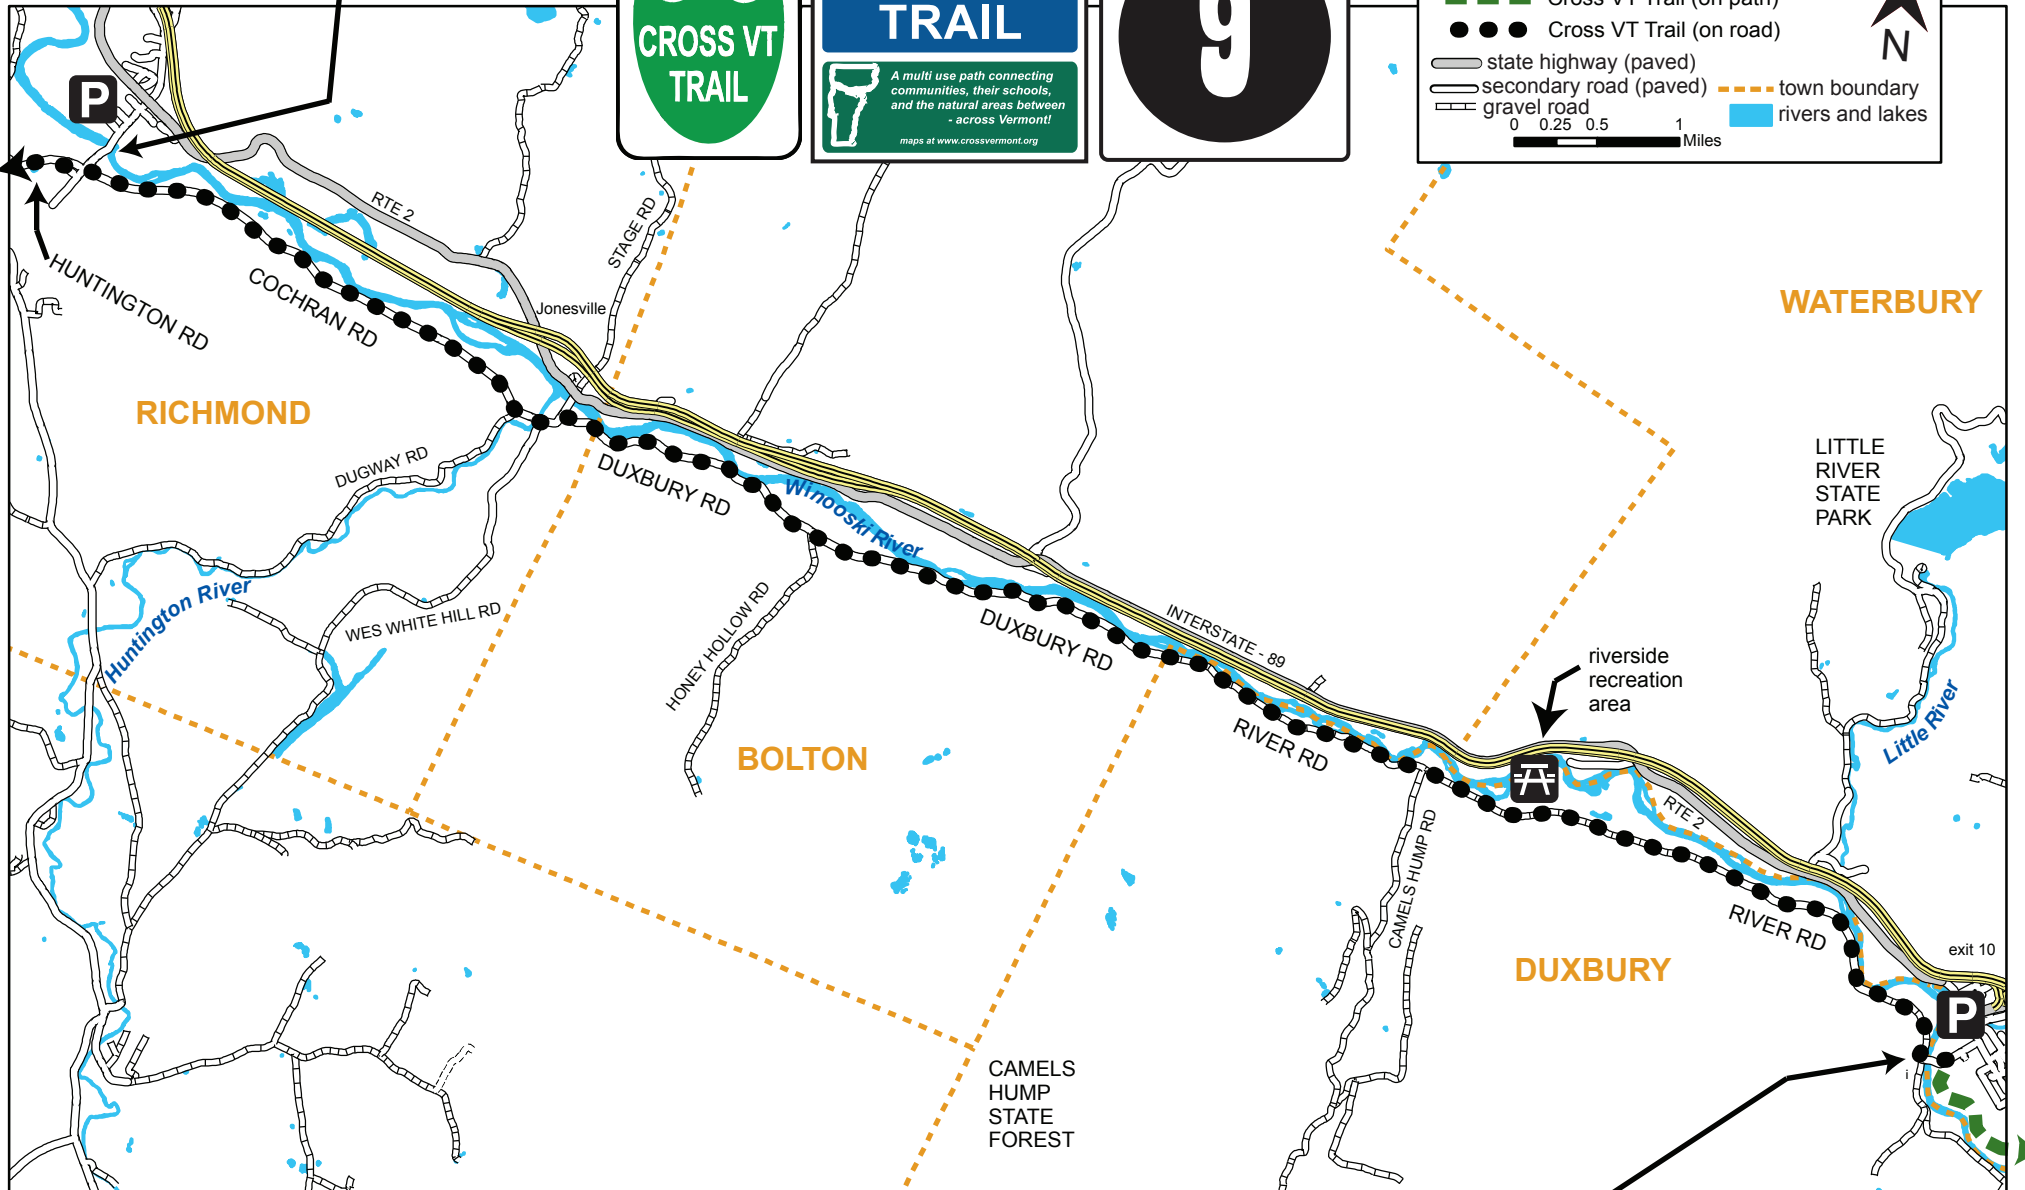 CROSS VT
TRAIL
TRAIL
A multi use path connecting
communities, their schools,
and the natural areas between
- across Vermont!
maps at www.crossvermont.org
9
Cross VT Trail (on path)
Cross VT Trail (on road)
state highway (paved)
secondary road (paved)
gravel road
town boundary
rivers and lakes
0 0.25 0.5 1
Miles
N
P
RTE 2
STAGE RD
HUNTINGTON RD
COCHRAN RD
Jonesville
WATERBURY
RICHMOND
DUGWAY RD
DUXBURY RD
Winooski River
LITTLE
RIVER
STATE
PARK
Huntington River
WES WHITE HILL RD
HONEY HOLLOW RD
DUXBURY RD
INTERSTATE - 89
riverside
recreation
area
RIVER RD
Little River
BOLTON
RTE 2
CAMELS HUMP RD
RIVER RD
exit 10
DUXBURY
P
CAMELS
HUMP
STATE
FOREST
i